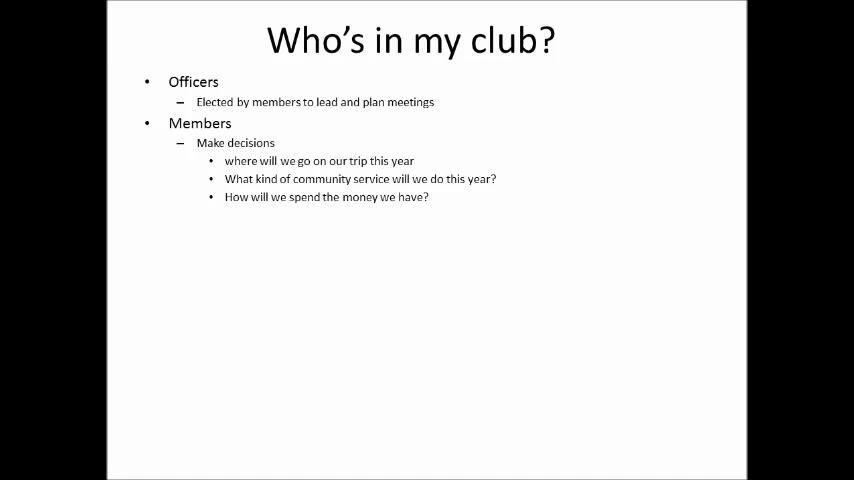 Who's in my club?
• Officers
– Elected by members to lead and plan meetings
• Members
– Make decisions
• where will we go on our trip this year
• What kind of community service will we do this year?
• How will we spend the money we have?